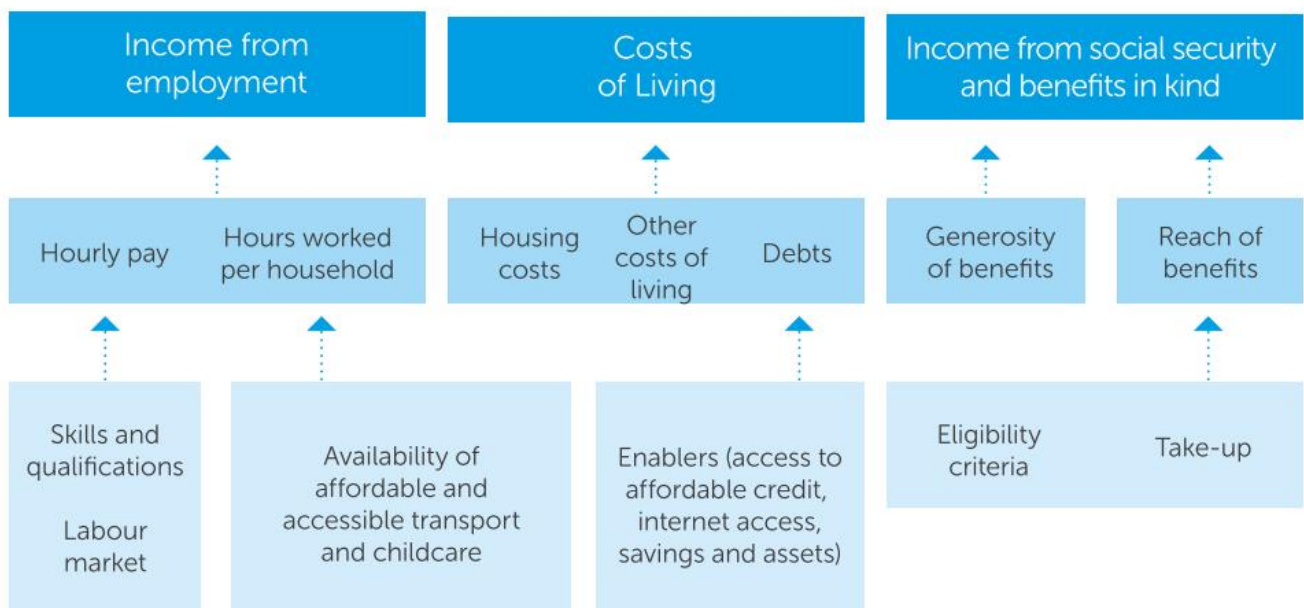 Income from
employment
Costs
of Living
Income from social security
and benefits in kind
Hourly pay
Hours worked
per household
Housing
costs
Other
costs of
living
Debts
Generosity
of benefits
Reach of
benefits
Skills and
qualifications
Labour
market
Availability of
affordable and
accessible transport
and childcare
Enablers (access to
affordable credit,
internet access,
savings and assets)
Eligibility
criteria
Take-up